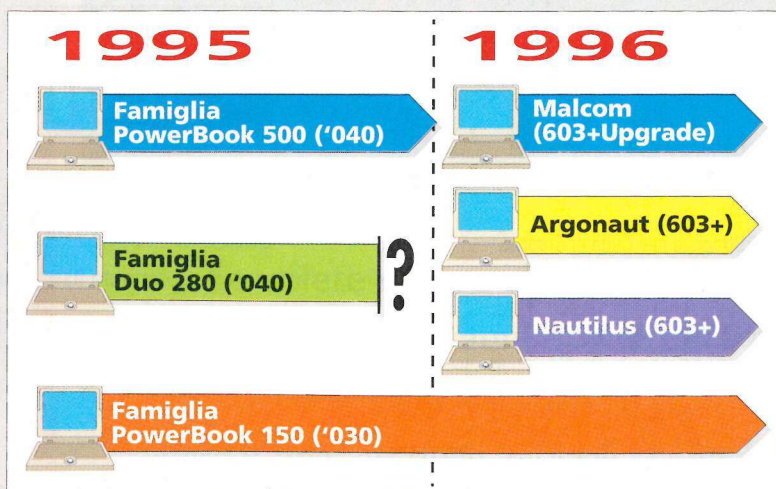 1995
1996
Famiglia
PowerBook 500 (‘040)
Malcom
(603+Upgrade)
Argonaut (603+)
Famiglia
Duo 280 (‘040)
?
Nautilus (603+)
Famiglia
PowerBook 150 (‘030)